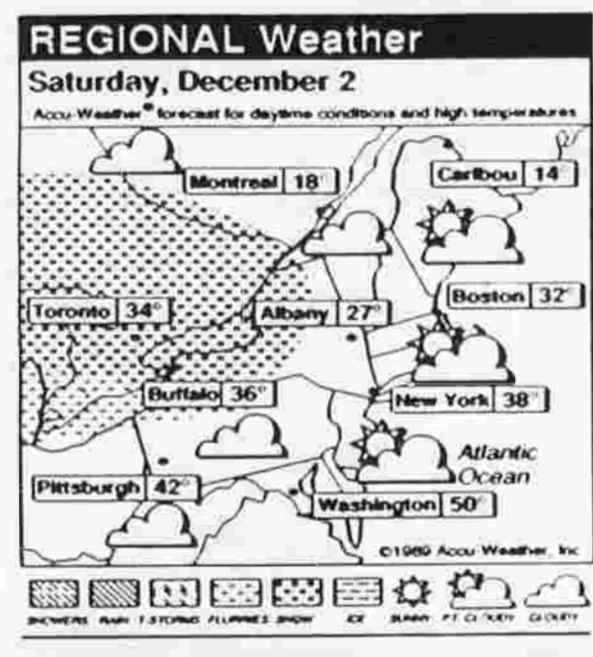 REGIONAL Weather
Saturday, December 2
Accu-Weather® forecast for daytime conditions and high temperatures
Montreal 18°
Caribou 14°
Toronto 34°
Albany 27°
Boston 32°
Buffalo 36°
New York 38°
Atlantic
Ocean
Pittsburgh 42°
Washington 50°
©1989 Accu-Weather, Inc
SHOWERS RAIN T-STORMS FLURRIES SNOW ICE SUNNY PT. CLOUDY CLOUDY